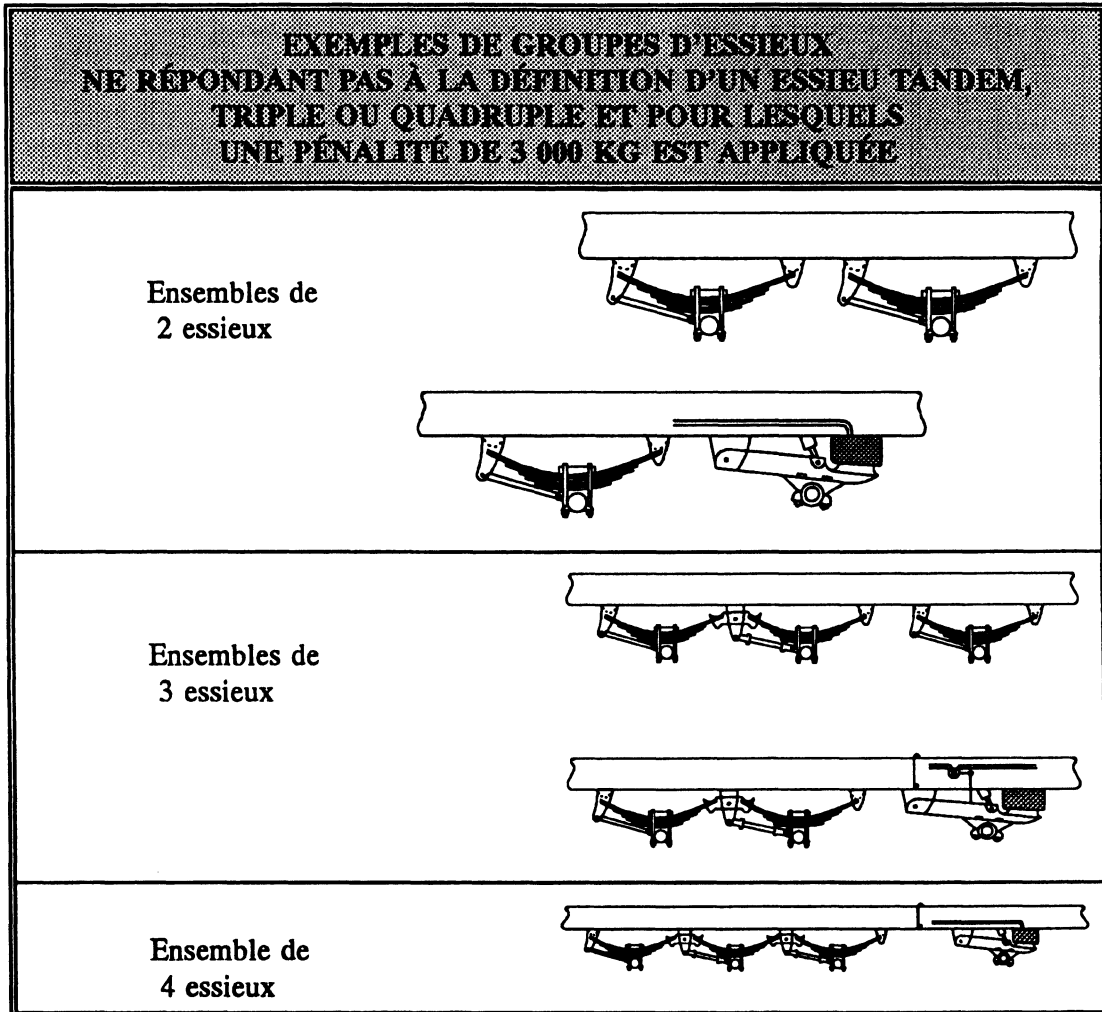 EXEMPLES DE GROUPES D'ESSIEUX
NE RÉPONDANT PAS À LA DÉFINITION D'UN ESSIEU TANDEM,
TRIPLE OU QUADRUPLE ET POUR LESQUELS
UNE PÉNALITÉ DE 3 000 KG EST APPLIQUÉE
Ensembles de
2 essieux
Ensembles de
3 essieux
Ensemble de
4 essieux